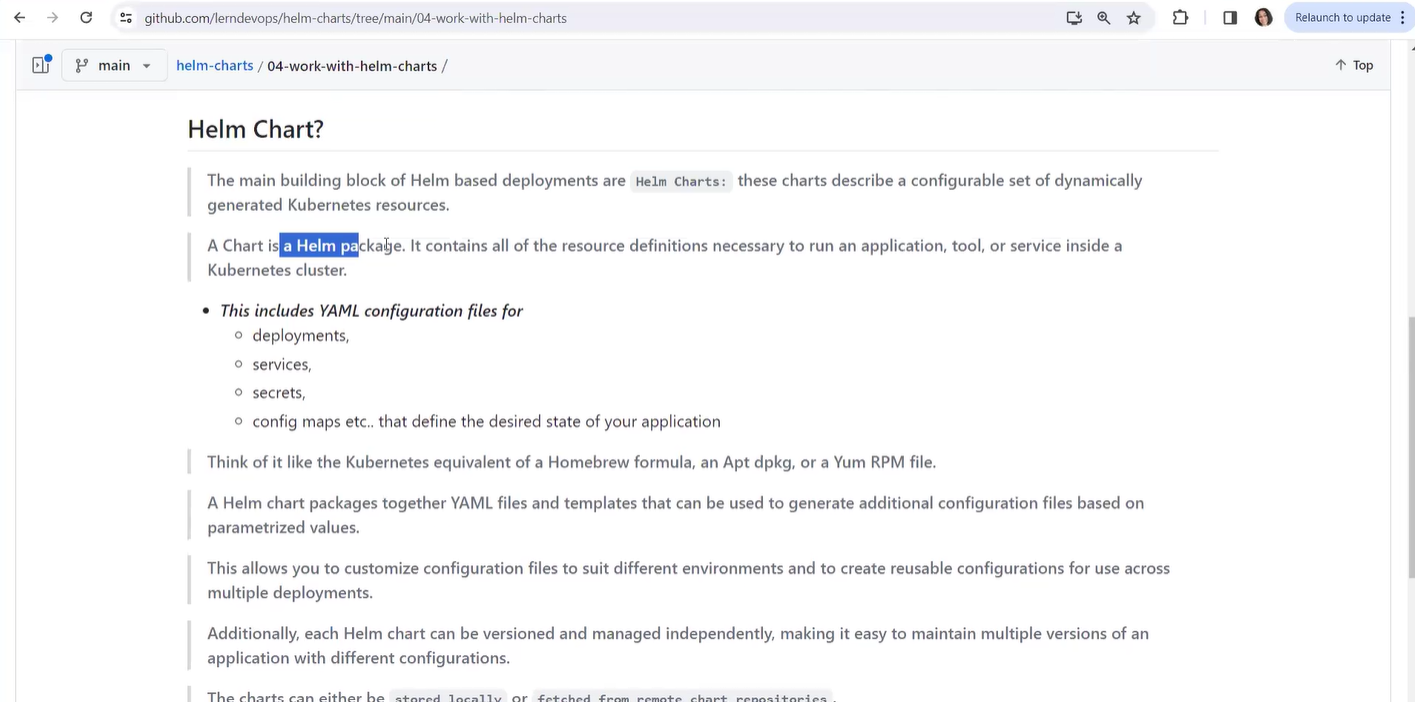 github.com/lerndevops/helm-charts/tree/main/04-work-with-helm-charts
Relaunch to update
main
helm-charts / 04-work-with-helm-charts /
Top
Helm Chart?
The main building block of Helm based deployments are Helm Charts: these charts describe a configurable set of dynamically
generated Kubernetes resources.
A Chart is a Helm package. It contains all of the resource definitions necessary to run an application, tool, or service inside a
Kubernetes cluster.
This includes YAML configuration files for
deployments,
services,
secrets,
config maps etc.. that define the desired state of your application
Think of it like the Kubernetes equivalent of a Homebrew formula, an Apt dpkg, or a Yum RPM file.
A Helm chart packages together YAML files and templates that can be used to generate additional configuration files based on
parametrized values.
This allows you to customize configuration files to suit different environments and to create reusable configurations for use across
multiple deployments.
Additionally, each Helm chart can be versioned and managed independently, making it easy to maintain multiple versions of an
application with different configurations.
The charts can either be stored locally or fetched from remote chart repositories.